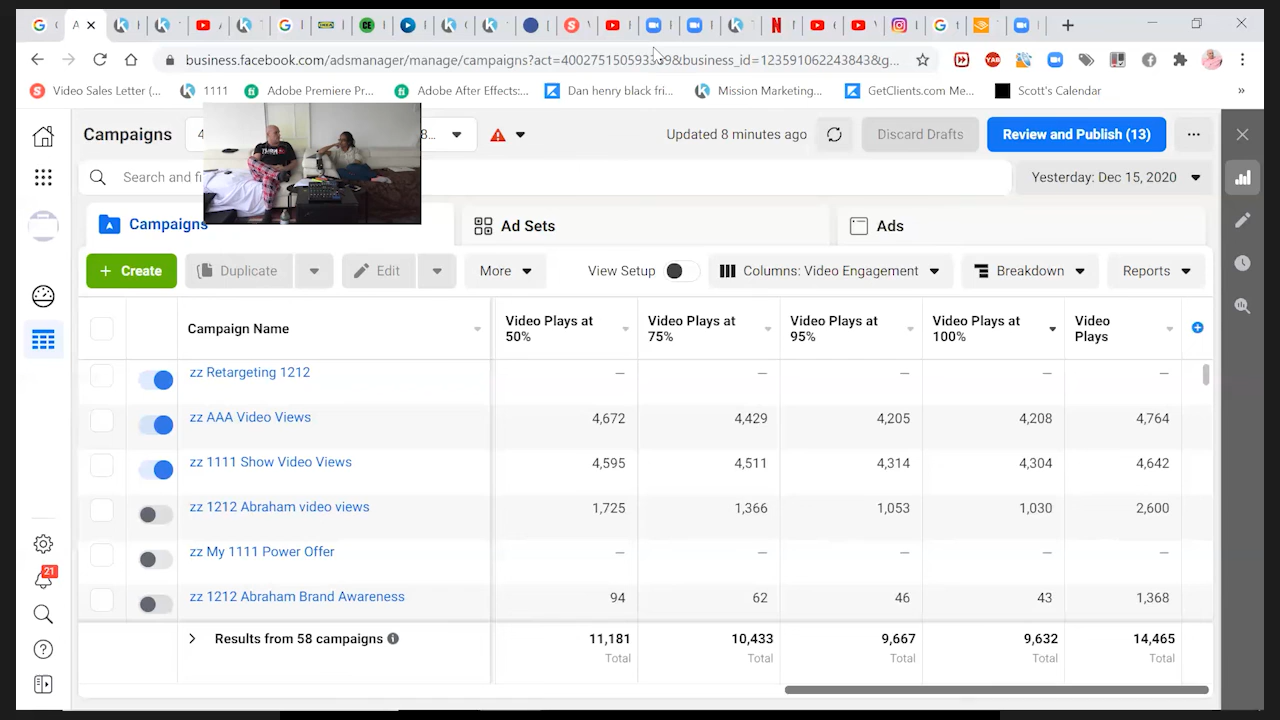 business.facebook.com/adsmanager/manage/campaigns?act=400275150593339&business_id=123591062243843&g...
Video Sales Letter (... 1111 Adobe Premiere Pr... Adobe After Effects:... Dan henry black fri... Mission Marketing... GetClients.com Me... Scott's Calendar »
Campaigns 4 8... Updated 8 minutes ago Discard Drafts Review and Publish (13) ...
Search and fi Yesterday: Dec 15, 2020
Campaigns Ad Sets Ads
+ Create Duplicate Edit More View Setup Columns: Video Engagement Breakdown Reports
Campaign Name Video Plays at 50% Video Plays at 75% Video Plays at 95% Video Plays at 100% Video Plays
zz Retargeting 1212 — — — — —
zz AAA Video Views 4,672 4,429 4,205 4,208 4,764
zz 1111 Show Video Views 4,595 4,511 4,314 4,304 4,642
zz 1212 Abraham video views 1,725 1,366 1,053 1,030 2,600
zz My 1111 Power Offer — — — — —
zz 1212 Abraham Brand Awareness 94 62 46 43 1,368
21
Results from 58 campaigns 11,181 10,433 9,667 9,632 14,465
Total Total Total Total Total